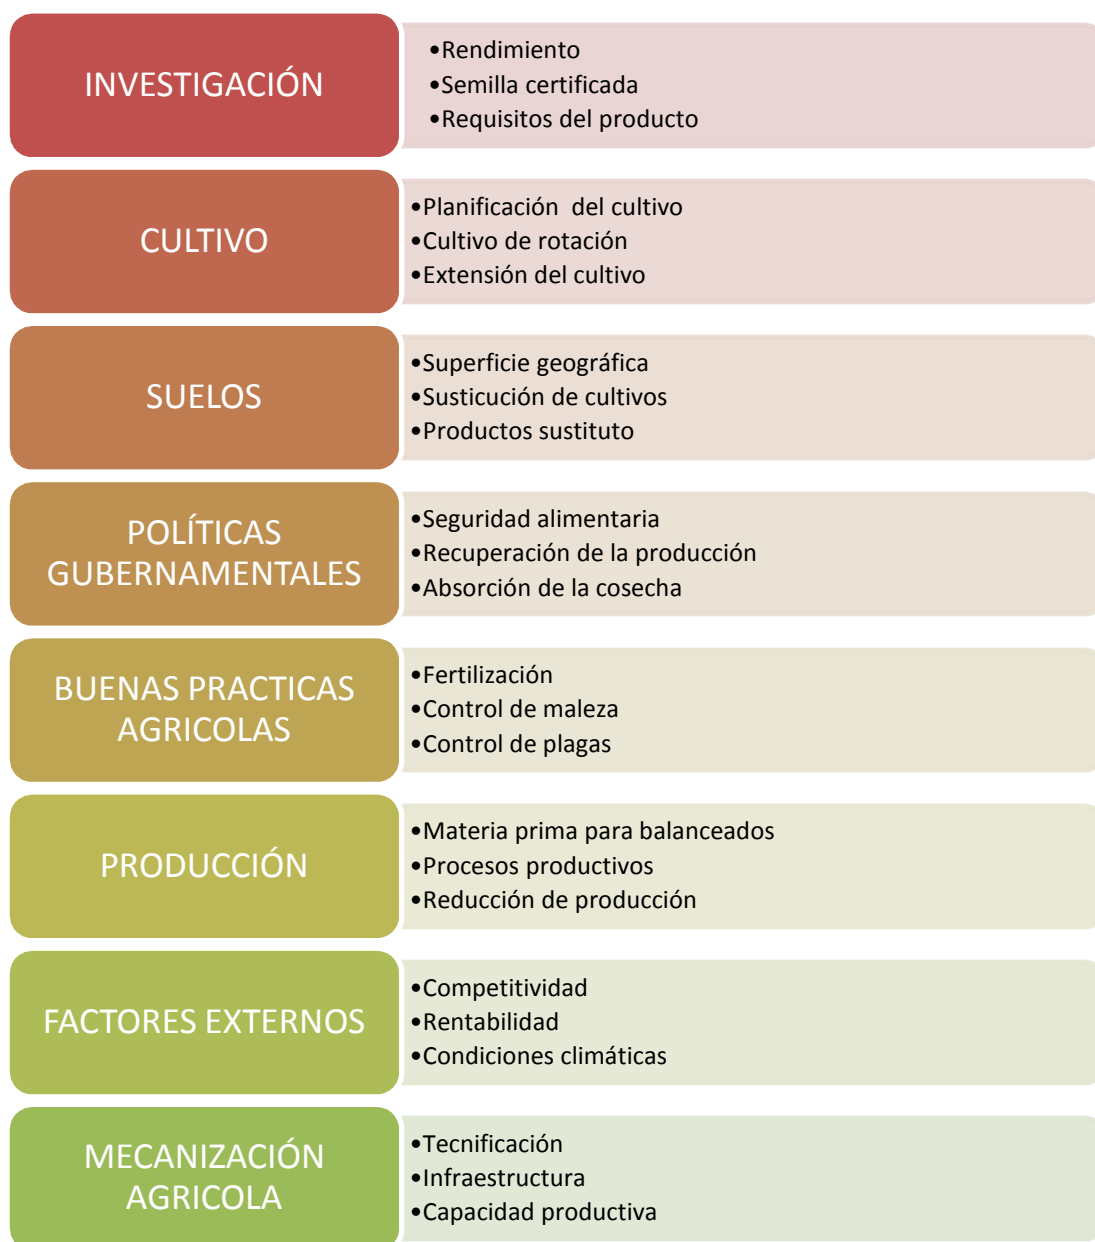 INVESTIGACIÓN
•Rendimiento
•Semilla certificada
•Requisitos del producto
CULTIVO
•Planificación del cultivo
•Cultivo de rotación
•Extensión del cultivo
SUELOS
•Superficie geográfica
•Susticución de cultivos
•Productos sustituto
POLÍTICAS
GUBERNAMENTALES
•Seguridad alimentaria
•Recuperación de la producción
•Absorción de la cosecha
BUENAS PRACTICAS
AGRICOLAS
•Fertilización
•Control de maleza
•Control de plagas
PRODUCCIÓN
•Materia prima para balanceados
•Procesos productivos
•Reducción de producción
FACTORES EXTERNOS
•Competitividad
•Rentabilidad
•Condiciones climáticas
MECANIZACIÓN
AGRICOLA
•Tecnificación
•Infraestructura
•Capacidad productiva